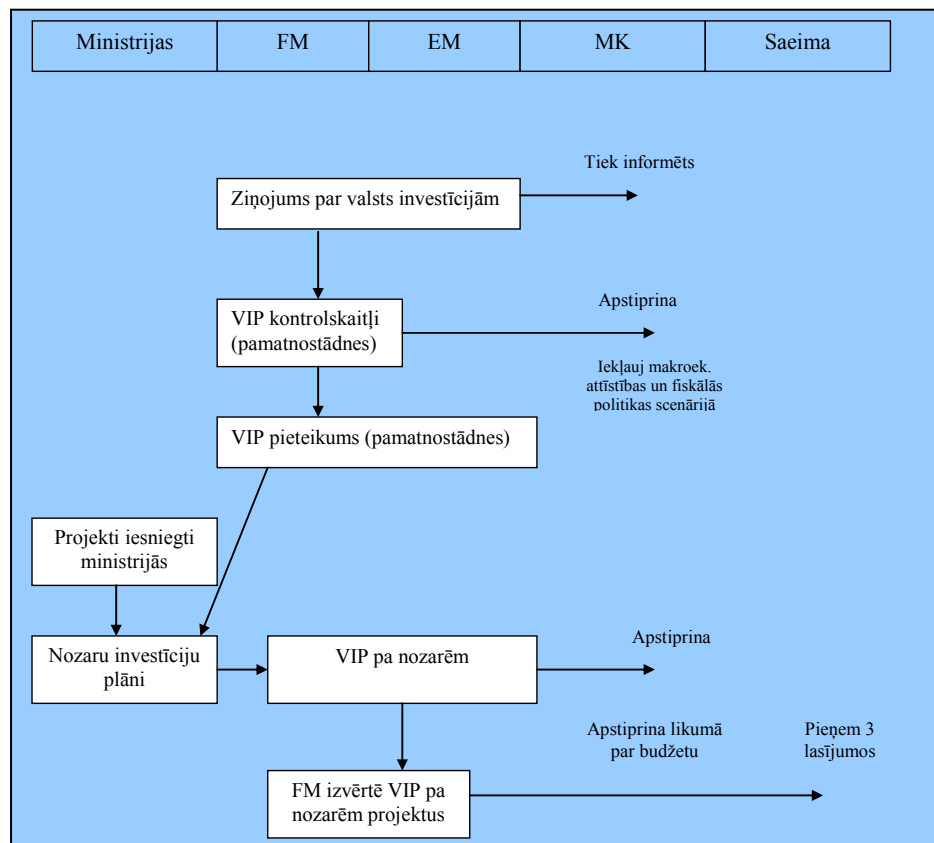 Ministrijas FM EM MK Saeima
Tiek informēts
Ziņojums par valsts investīcijām
Apstiprina
VIP kontrolskaitļi
(pamatnostādnes)
Iekļauj makroek.
attīstības un fiskālās
politikas scenārijā
VIP pieteikums (pamatnostādnes)
Projekti iesniegti
ministrijās
Apstiprina
Nozaru investīciju
plāni
VIP pa nozarēm
Apstiprina likumā
par budžetu
Pieņem 3
lasījumos
FM izvērtē VIP pa
nozarēm projektus